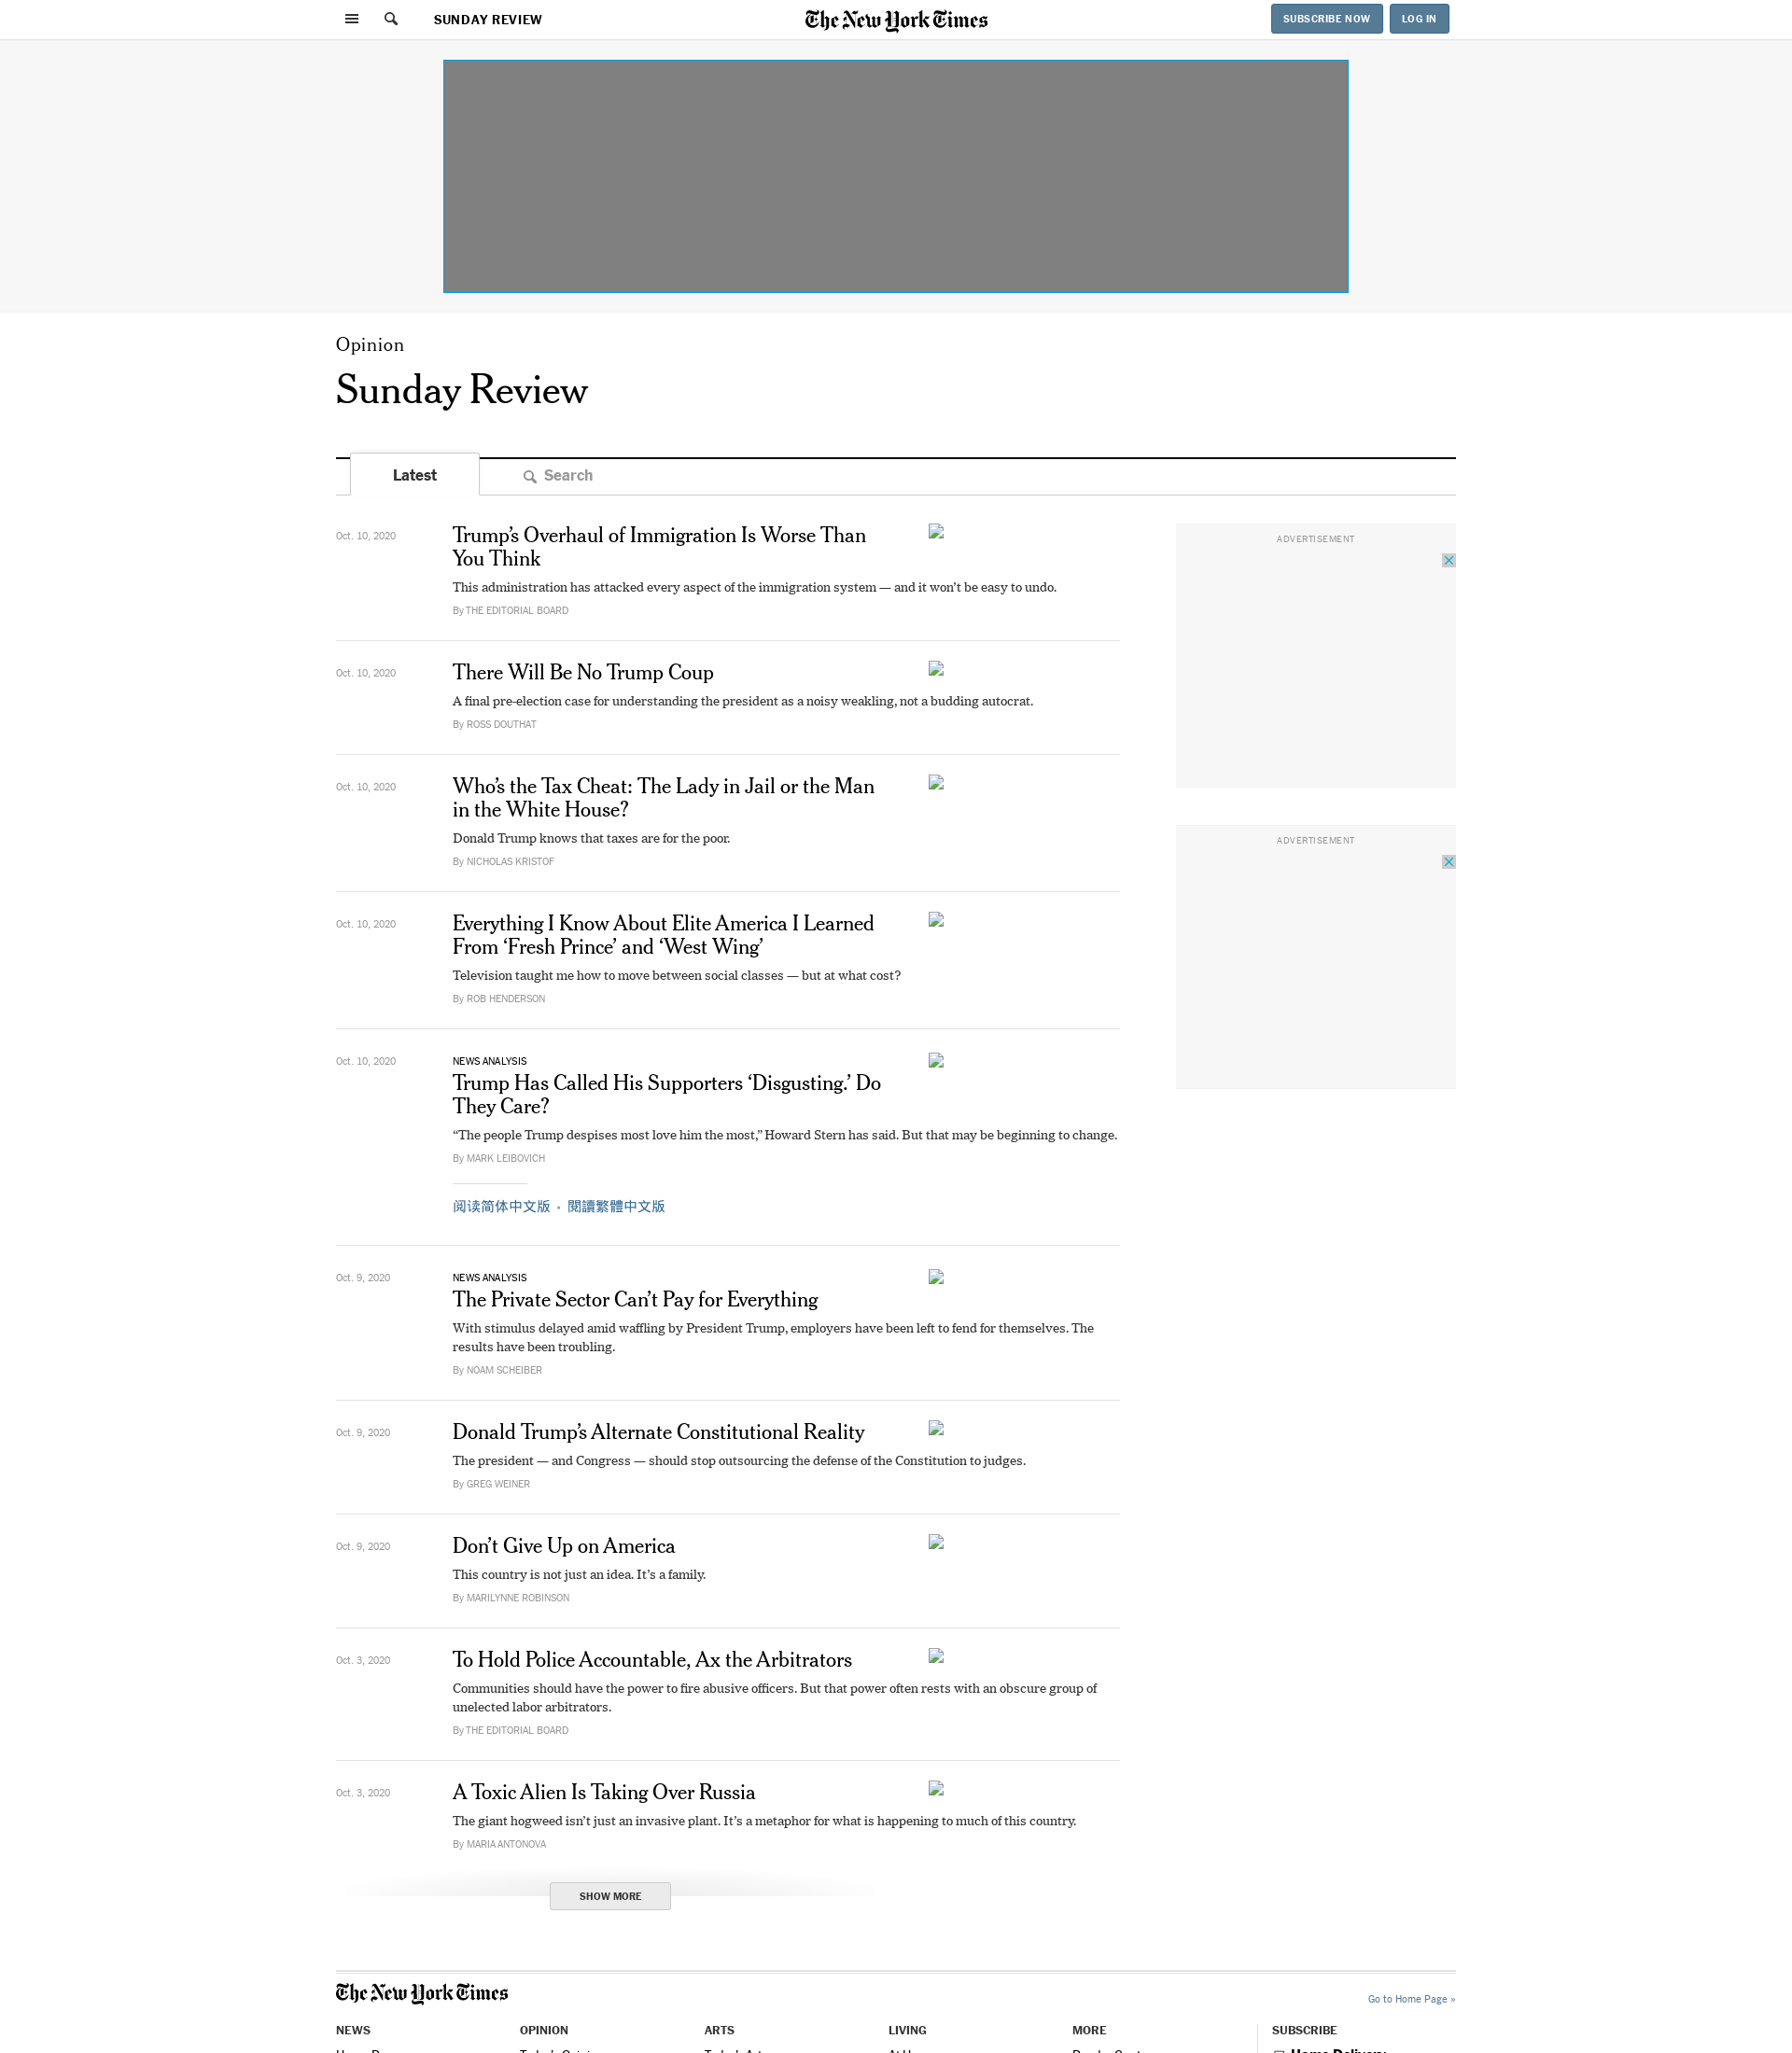 SUNDAY REVIEW
The New York Times
SUBSCRIBE NOW
LOG IN
Opinion
Sunday Review
Latest
Search
Oct. 10, 2020
Trump’s Overhaul of Immigration Is Worse Than
You Think
This administration has attacked every aspect of the immigration system — and it won’t be easy to undo.
By THE EDITORIAL BOARD
ADVERTISEMENT
Oct. 10, 2020
There Will Be No Trump Coup
A final pre-election case for understanding the president as a noisy weakling, not a budding autocrat.
By ROSS DOUTHAT
Oct. 10, 2020
Who’s the Tax Cheat: The Lady in Jail or the Man
in the White House?
Donald Trump knows that taxes are for the poor.
By NICHOLAS KRISTOF
ADVERTISEMENT
Oct. 10, 2020
Everything I Know About Elite America I Learned
From ‘Fresh Prince’ and ‘West Wing’
Television taught me how to move between social classes — but at what cost?
By ROB HENDERSON
Oct. 10, 2020
NEWS ANALYSIS
Trump Has Called His Supporters ‘Disgusting.’ Do
They Care?
“The people Trump despises most love him the most,” Howard Stern has said. But that may be beginning to change.
By MARK LEIBOVICH
阅读简体中文版 • 閱讀繁體中文版
Oct. 9, 2020
NEWS ANALYSIS
The Private Sector Can’t Pay for Everything
With stimulus delayed amid waffling by President Trump, employers have been left to fend for themselves. The
results have been troubling.
By NOAM SCHEIBER
Oct. 9, 2020
Donald Trump’s Alternate Constitutional Reality
The president — and Congress — should stop outsourcing the defense of the Constitution to judges.
By GREG WEINER
Oct. 9, 2020
Don’t Give Up on America
This country is not just an idea. It’s a family.
By MARILYNNE ROBINSON
Oct. 3, 2020
To Hold Police Accountable, Ax the Arbitrators
Communities should have the power to fire abusive officers. But that power often rests with an obscure group of
unelected labor arbitrators.
By THE EDITORIAL BOARD
Oct. 3, 2020
A Toxic Alien Is Taking Over Russia
The giant hogweed isn’t just an invasive plant. It’s a metaphor for what is happening to much of this country.
By MARIA ANTONOVA
SHOW MORE
The New York Times
Go to Home Page »
NEWS
OPINION
ARTS
LIVING
MORE
SUBSCRIBE
Home Delivery